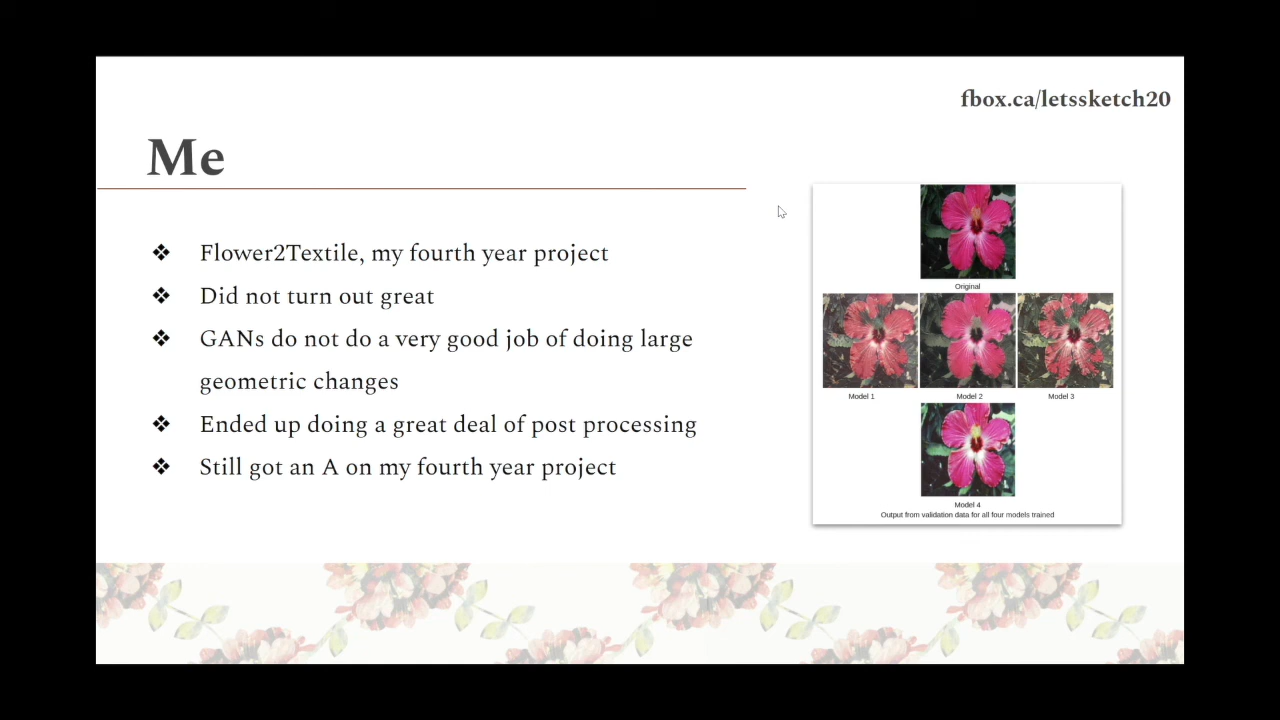 fbox.ca/letssketch20
Me
❖ Flower2Textile, my fourth year project
❖ Did not turn out great
❖ GANs do not do a very good job of doing large
geometric changes
❖ Ended up doing a great deal of post processing
❖ Still got an A on my fourth year project
Original
Model 1 Model 2 Model 3
Model 4
Output from validation data for all four models trained